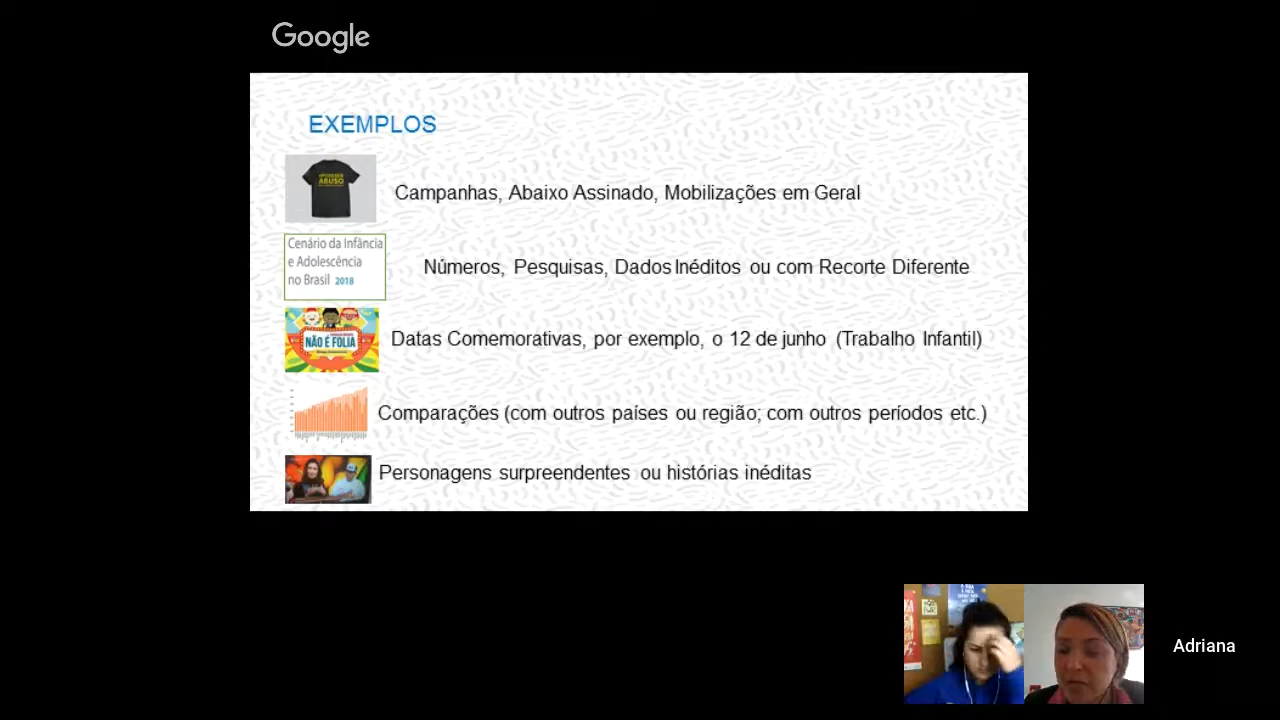 Google
EXEMPLOS
ABUSO
Campanhas, Abaixo Assinado, Mobilizações em Geral
Cenário da Infância
e Adolescência
no Brasil 2018
Números, Pesquisas, Dados Inéditos ou com Recorte Diferente
NÃO É FOLIA
Datas Comemorativas, por exemplo, o 12 de junho (Trabalho Infantil)
Comparações (com outros países ou região; com outros períodos etc.)
Personagens surpreendentes ou histórias inéditas
Adriana